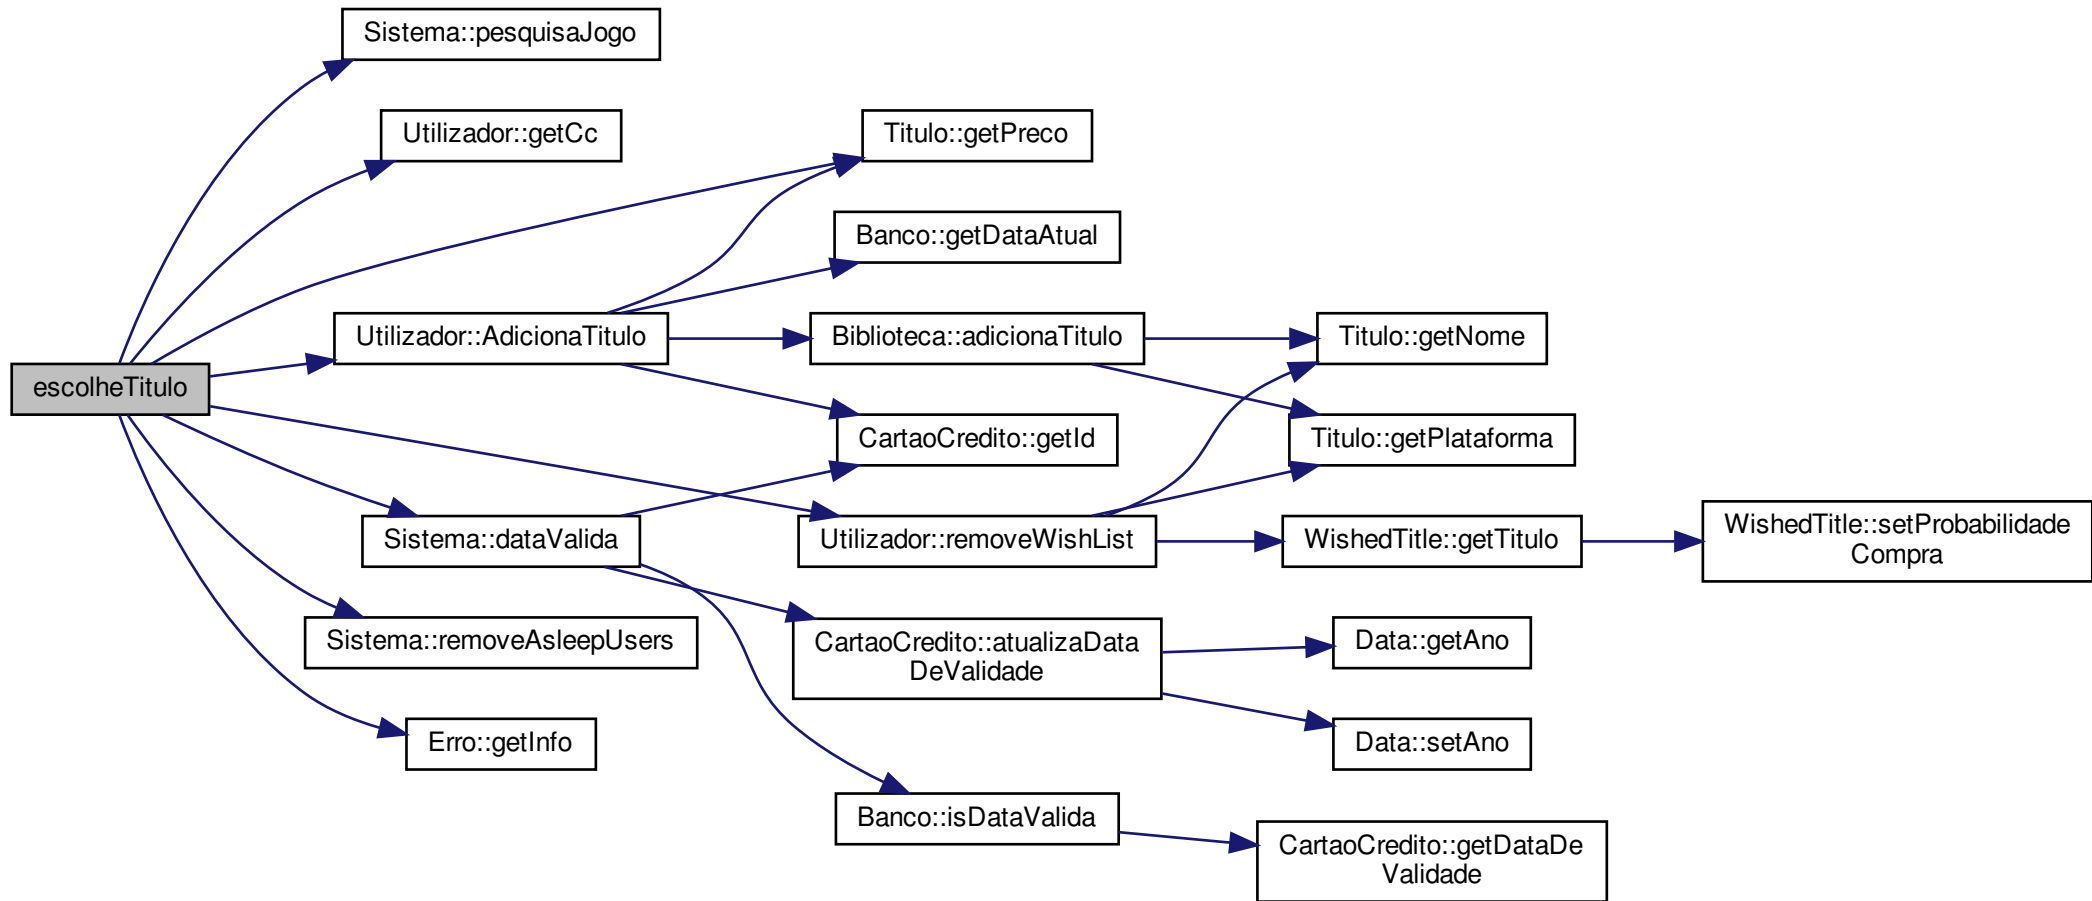 Sistema::pesquisaJogo
Utilizador::getCc
Titulo::getPreco
Banco::getDataAtual
Utilizador::AdicionaTitulo
Biblioteca::adicionaTitulo
Titulo::getNome
escolheTitulo
CartaoCredito::getId
Titulo::getPlataforma
Sistema::dataValida
Utilizador::removeWishList
WishedTitle::getTitulo
WishedTitle::setProbabilidade
Compra
Sistema::removeAsleepUsers
CartaoCredito::atualizaData
DeValidade
Data::getAno
Erro::getInfo
Data::setAno
Banco::isDataValida
CartaoCredito::getDataDe
Validade